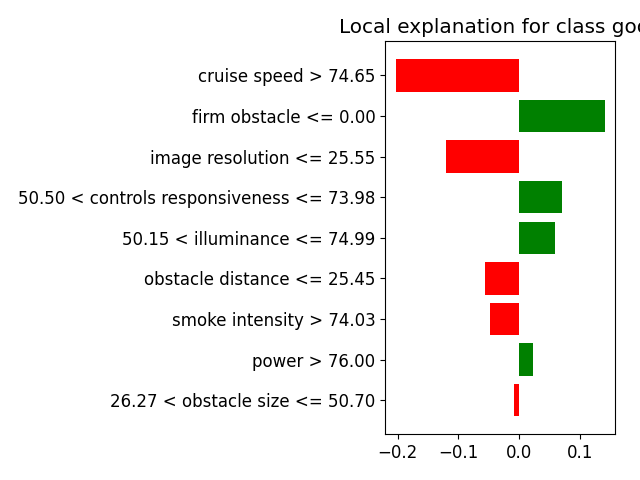 Local explanation for class goo
cruise speed > 74.65
firm obstacle <= 0.00
image resolution <= 25.55
50.50 < controls responsiveness <= 73.98
50.15 < illuminance <= 74.99
obstacle distance <= 25.45
smoke intensity > 74.03
power > 76.00
26.27 < obstacle size <= 50.70
−0.2 −0.1 0.0 0.1